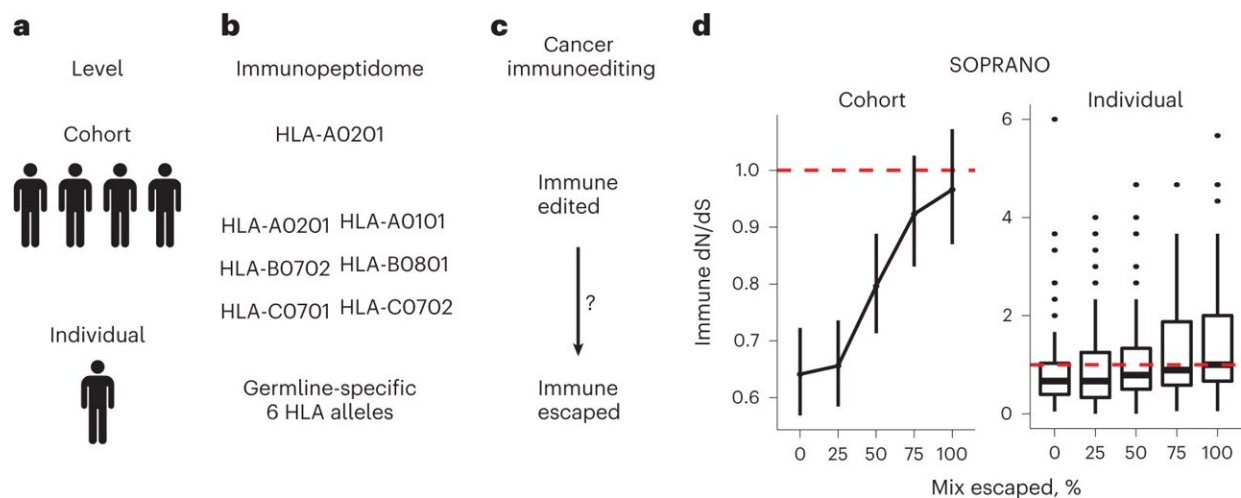 a
Level
Cohort
Individual
b
Immunopeptidome
HLA-A0201
HLA-A0201 HLA-A0101
HLA-B0702 HLA-B0801
HLA-C0701 HLA-C0702
Germline-specific
6 HLA alleles
c
Cancer
immunoediting
Immune
edited
?
Immune
escaped
d
SOPRANO
Cohort
Individual
Immune dN/dS
1.0
0.9
0.8
0.7
0.6
0 25 50 75 100
6
4
2
0
0 25 50 75 100
Mix escaped, %